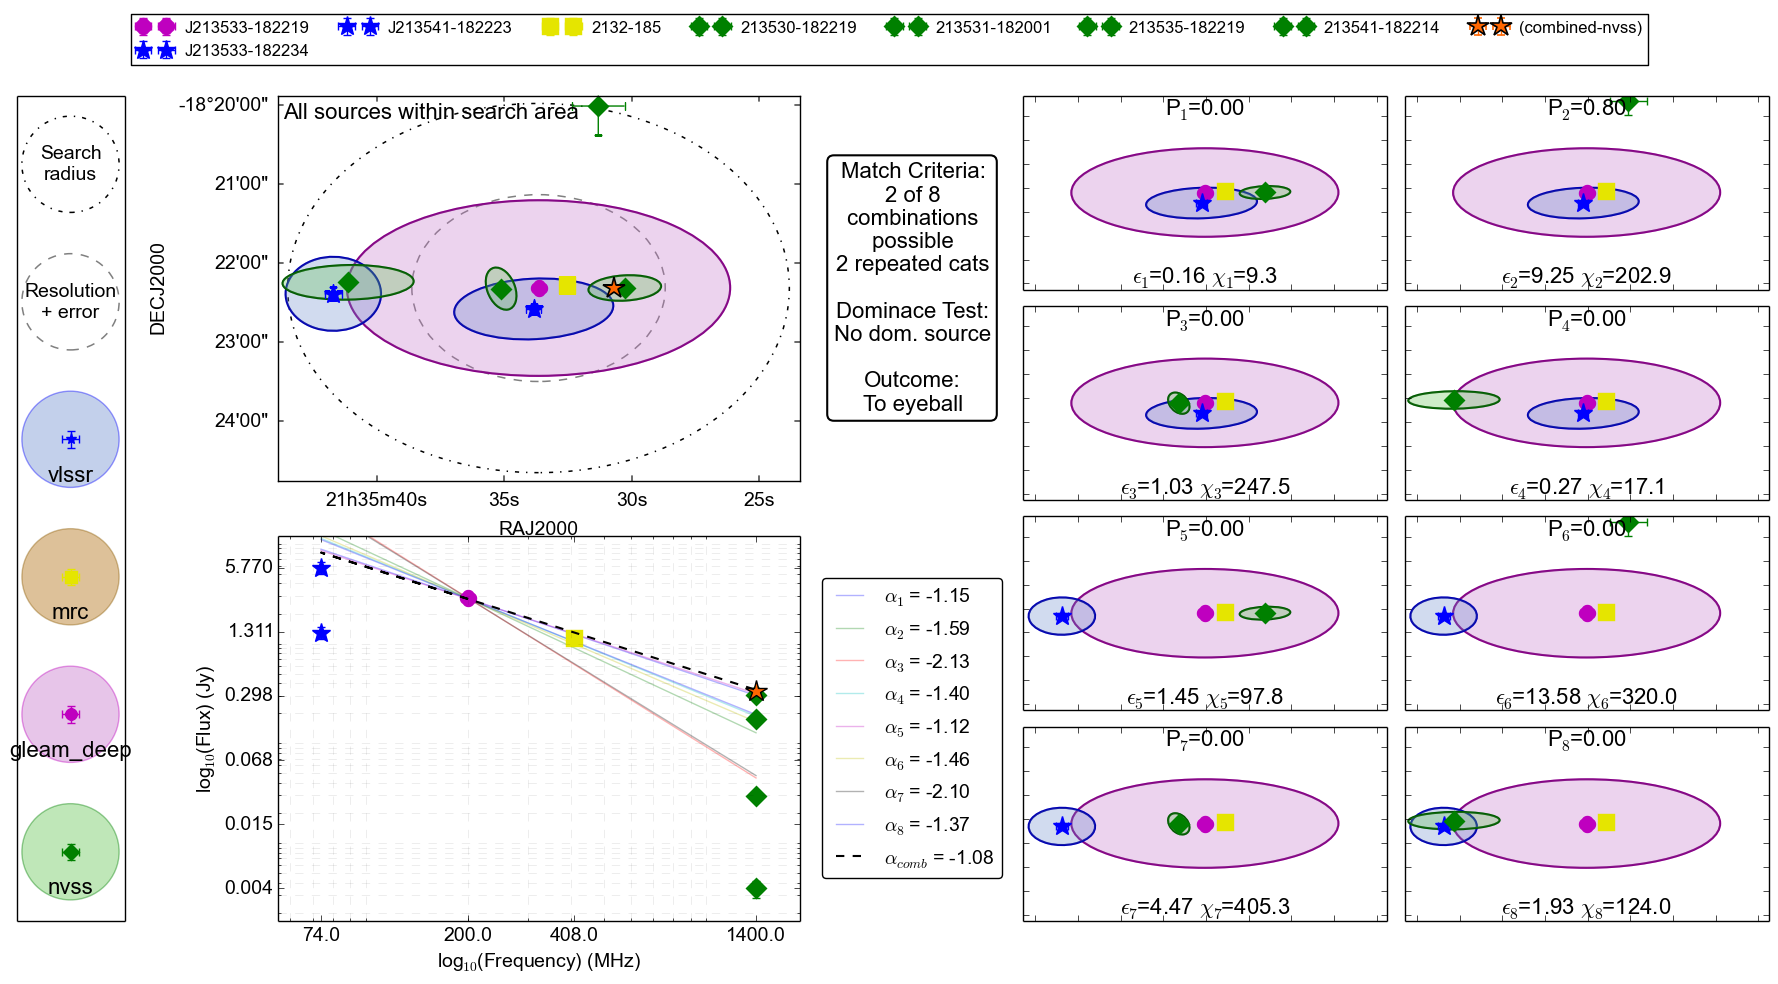 J213533-182219
J213541-182223
2132-185
213530-182219
213531-182001
213535-182219
213541-182214
(combined-nvss)
J213533-182234
Search
radius
Resolution
+ error
vlssr
mrc
gleam_deep
nvss
All sources within search area
-18°20'00"
21'00"
22'00"
23'00"
24'00"
DECJ2000
21h35m40s
35s
30s
25s
RAJ2000
Match Criteria:
2 of 8
combinations
possible
2 repeated cats
Dominace Test:
No dom. source
Outcome:
To eyeball
5.770
1.311
0.298
0.068
0.015
0.004
log₁₀(Flux) (Jy)
74.0
200.0
408.0
1400.0
log₁₀(Frequency) (MHz)
α₁ = -1.15
α₂ = -1.59
α₃ = -2.13
α₄ = -1.40
α₅ = -1.12
α₆ = -1.46
α₇ = -2.10
α₈ = -1.37
α_comb = -1.08
P₁=0.00
ϵ₁=0.16 χ₁=9.3
P₂=0.80
ϵ₂=9.25 χ₂=202.9
P₃=0.00
ϵ₃=1.03 χ₃=247.5
P₄=0.00
ϵ₄=0.27 χ₄=17.1
P₅=0.00
ϵ₅=1.45 χ₅=97.8
P₆=0.00
ϵ₆=13.58 χ₆=320.0
P₇=0.00
ϵ₇=4.47 χ₇=405.3
P₈=0.00
ϵ₈=1.93 χ₈=124.0